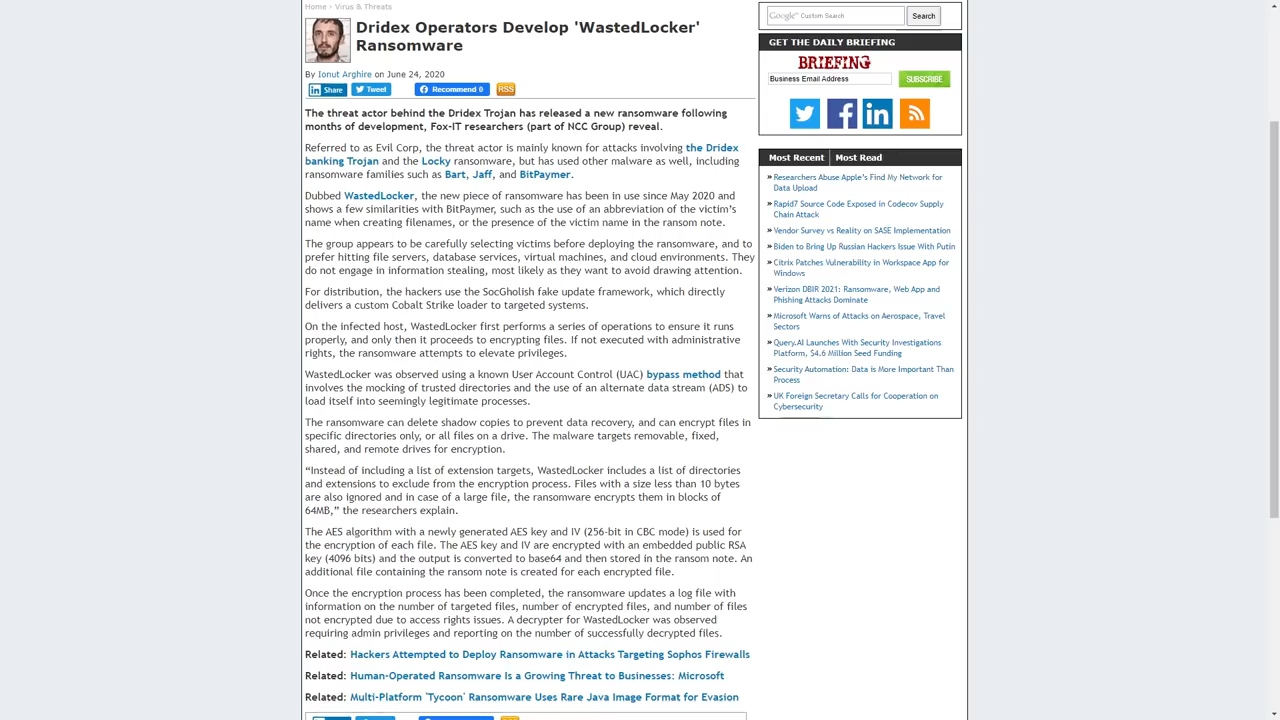 Home › Virus & Threats
Dridex Operators Develop 'WastedLocker'
Ransomware
By Ionut Arghire on June 24, 2020
Share
Tweet
Recommend 0
RSS
The threat actor behind the Dridex Trojan has released a new ransomware following
months of development, Fox-IT researchers (part of NCC Group) reveal.
Referred to as Evil Corp, the threat actor is mainly known for attacks involving the Dridex
banking Trojan and the Locky ransomware, but has used other malware as well, including
ransomware families such as Bart, Jaff, and BitPaymer.
Dubbed WastedLocker, the new piece of ransomware has been in use since May 2020 and
shows a few similarities with BitPaymer, such as the use of an abbreviation of the victim’s
name when creating filenames, or the presence of the victim name in the ransom note.
The group appears to be carefully selecting victims before deploying the ransomware, and to
prefer hitting file servers, database services, virtual machines, and cloud environments. They
do not engage in information stealing, most likely as they want to avoid drawing attention.
For distribution, the hackers use the SocGholish fake update framework, which directly
delivers a custom Cobalt Strike loader to targeted systems.
On the infected host, WastedLocker first performs a series of operations to ensure it runs
properly, and only then it proceeds to encrypting files. If not executed with administrative
rights, the ransomware attempts to elevate privileges.
WastedLocker was observed using a known User Account Control (UAC) bypass method that
involves the mocking of trusted directories and the use of an alternate data stream (ADS) to
load itself into seemingly legitimate processes.
The ransomware can delete shadow copies to prevent data recovery, and can encrypt files in
specific directories only, or all files on a drive. The malware targets removable, fixed,
shared, and remote drives for encryption.
“Instead of including a list of extension targets, WastedLocker includes a list of directories
and extensions to exclude from the encryption process. Files with a size less than 10 bytes
are also ignored and in case of a large file, the ransomware encrypts them in blocks of
64MB,” the researchers explain.
The AES algorithm with a newly generated AES key and IV (256-bit in CBC mode) is used for
the encryption of each file. The AES key and IV are encrypted with an embedded public RSA
key (4096 bits) and the output is converted to base64 and then stored in the ransom note. An
additional file containing the ransom note is created for each encrypted file.
Once the encryption process has been completed, the ransomware updates a log file with
information on the number of targeted files, number of encrypted files, and number of files
not encrypted due to access rights issues. A decrypter for WastedLocker was observed
requiring admin privileges and reporting on the number of successfully decrypted files.
Related: Hackers Attempted to Deploy Ransomware in Attacks Targeting Sophos Firewalls
Related: Human-Operated Ransomware Is a Growing Threat to Businesses: Microsoft
Related: Multi-Platform 'Tycoon' Ransomware Uses Rare Java Image Format for Evasion
Google Custom Search
Search
GET THE DAILY BRIEFING
BRIEFING
Business Email Address
SUBSCRIBE
Most Recent
Most Read
» Researchers Abuse Apple's Find My Network for
Data Upload
» Rapid7 Source Code Exposed in Codecov Supply
Chain Attack
» Vendor Survey vs Reality on SASE Implementation
» Biden to Bring Up Russian Hackers Issue With Putin
» Citrix Patches Vulnerability in Workspace App for
Windows
» Verizon DBIR 2021: Ransomware, Web App and
Phishing Attacks Dominate
» Microsoft Warns of Attacks on Aerospace, Travel
Sectors
» Query.AI Launches With Security Investigations
Platform, $4.6 Million Seed Funding
» Security Automation: Data is More Important Than
Process
» UK Foreign Secretary Calls for Cooperation on
Cybersecurity